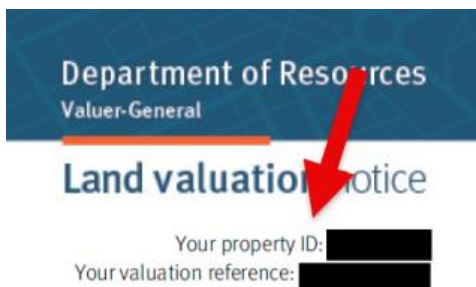 Department of Resources
Valuer-General
Land valuation notice
Your property ID:
Your valuation reference: